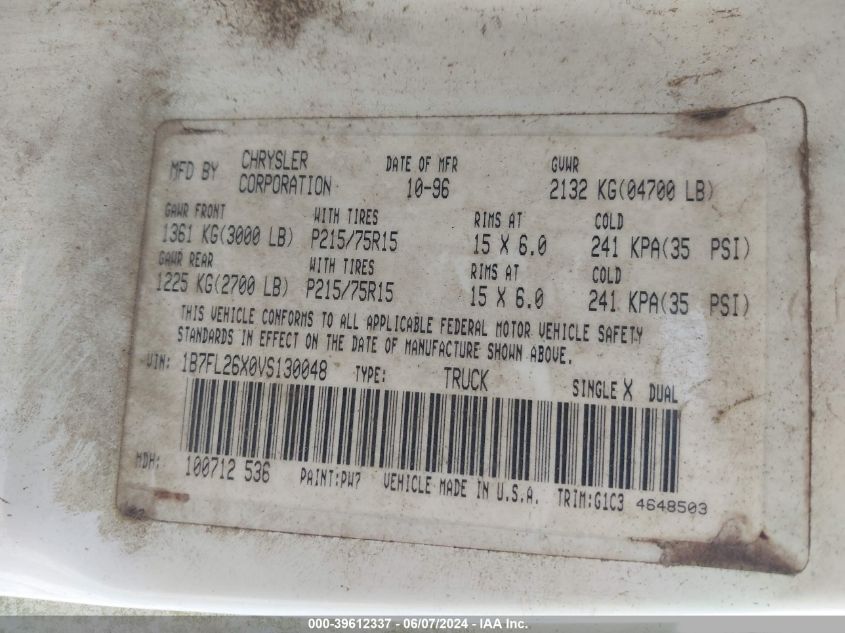 MFD BY CHRYSLER CORPORATION DATE OF MFR 10-96 GVWR 2132 KG(04700 LB)
GAWR FRONT WITH TIRES RIMS AT COLD
1361 KG(3000 LB) P215/75R15 15 X 6.0 241 KPA(35 PSI)
GAWR REAR WITH TIRES RIMS AT COLD
1225 KG(2700 LB) P215/75R15 15 X 6.0 241 KPA(35 PSI)
THIS VEHICLE CONFORMS TO ALL APPLICABLE FEDERAL MOTOR VEHICLE SAFETY
STANDARDS IN EFFECT ON THE DATE OF MANUFACTURE SHOWN ABOVE.
VIN: 1B7FL26X0VS130048 TYPE: TRUCK SINGLE X DUAL
MDH: 100712 536 PAINT:PW7 VEHICLE MADE IN U.S.A. TRIM:G1C3 4648503
000-39612337 - 06/07/2024 - IAA Inc.